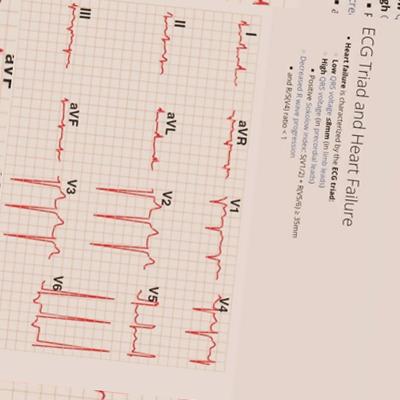 ECG Triad and Heart Failure
• Heart failure is characterized by the ECG triad:
◦ Low QRS voltage ≤8mm (in limb leads)
◦ High QRS voltage (in precordial leads)
▪ Positive Sokolow index: S(V1/2) + R(V5/6) ≥ 35mm
◦ Decreased R wave progression
▪ and R/S(V4) ratio < 1
I
aVR
V1
V4
II
aVL
V2
V5
III
aVF
V3
V6
aVF